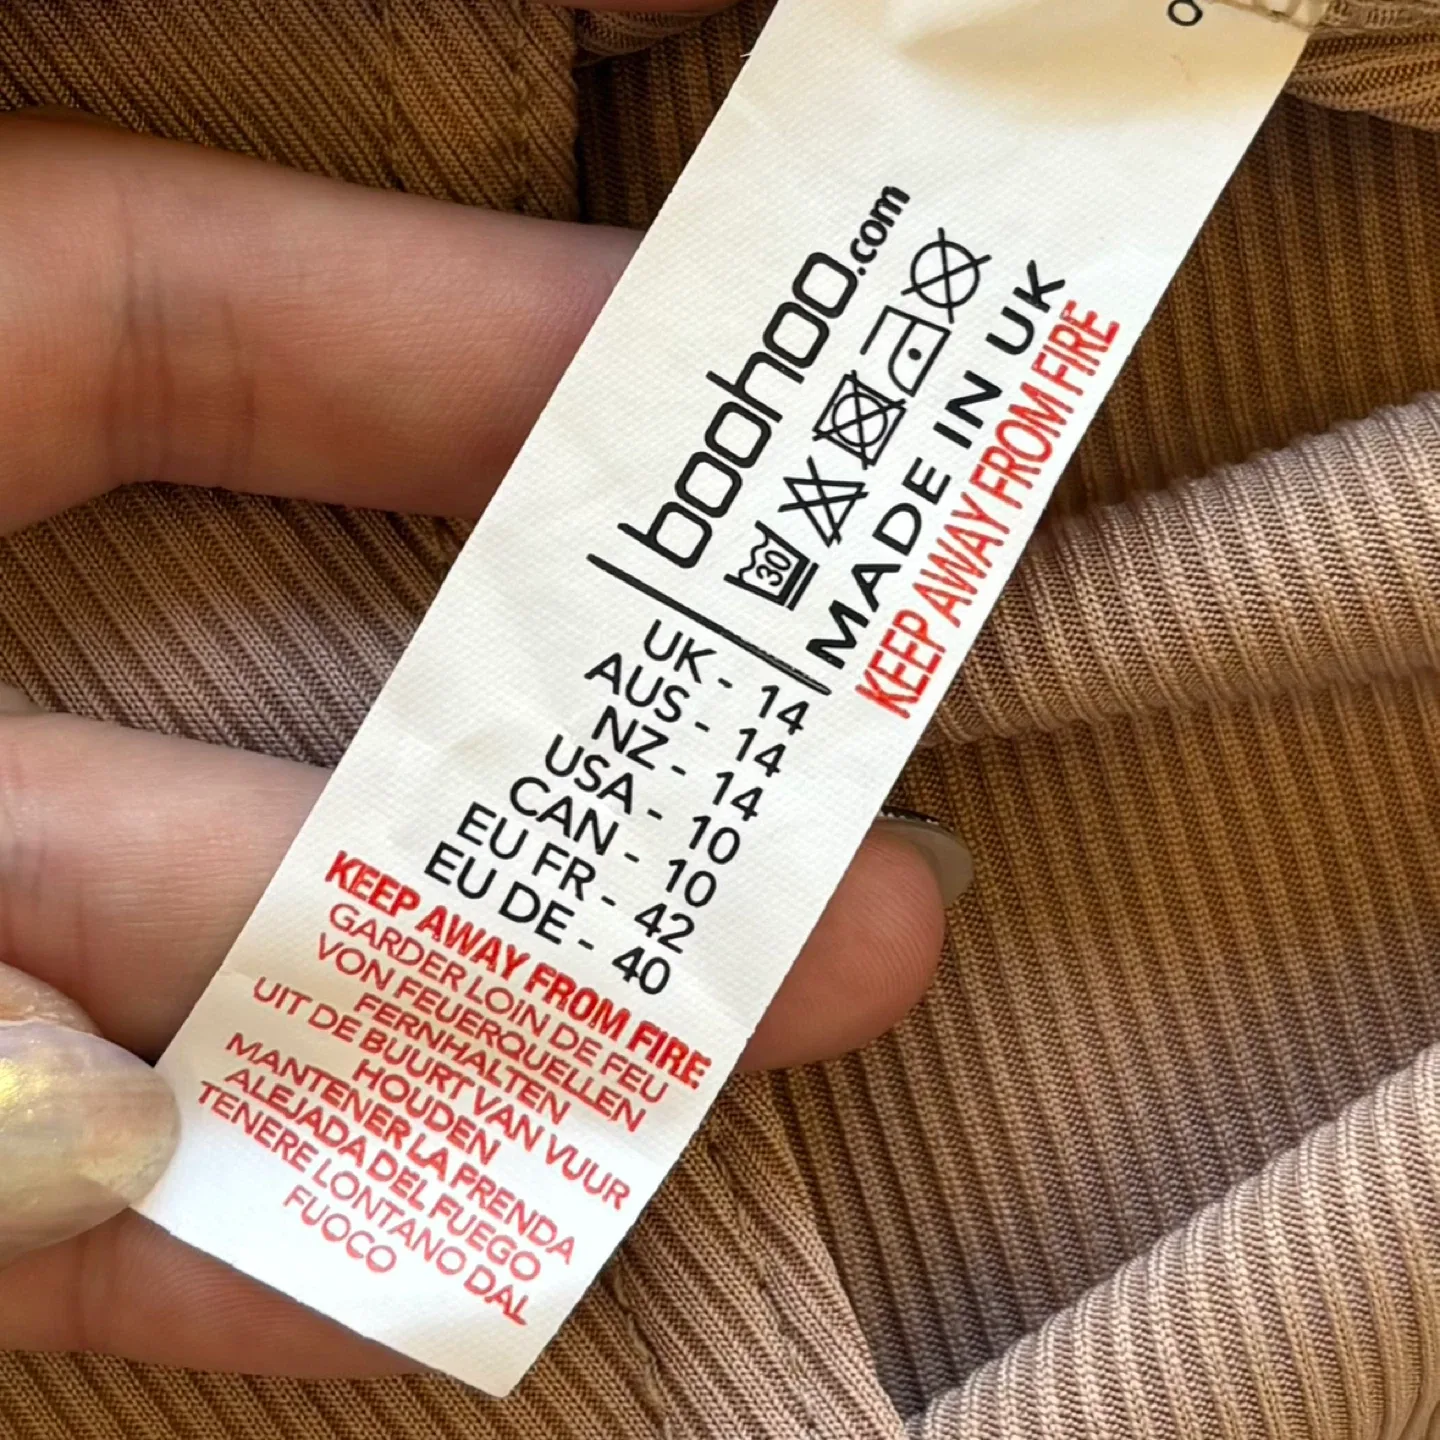 boohoo.com
30
MADE IN UK
KEEP AWAY FROM FIRE
UK - 14
AUS - 14
NZ - 14
USA - 10
CAN - 10
EU FR - 42
EU DE - 40
KEEP AWAY FROM FIRE
GARDER LOIN DE FEU
VON FEUERQUELLEN
FERNHALTEN
UIT DE BUURT VAN VUUR
HOUDEN
MANTENER LA PRENDA
ALEJADA DEL FUEGO
TENERE LONTANO DAL
FUOCO